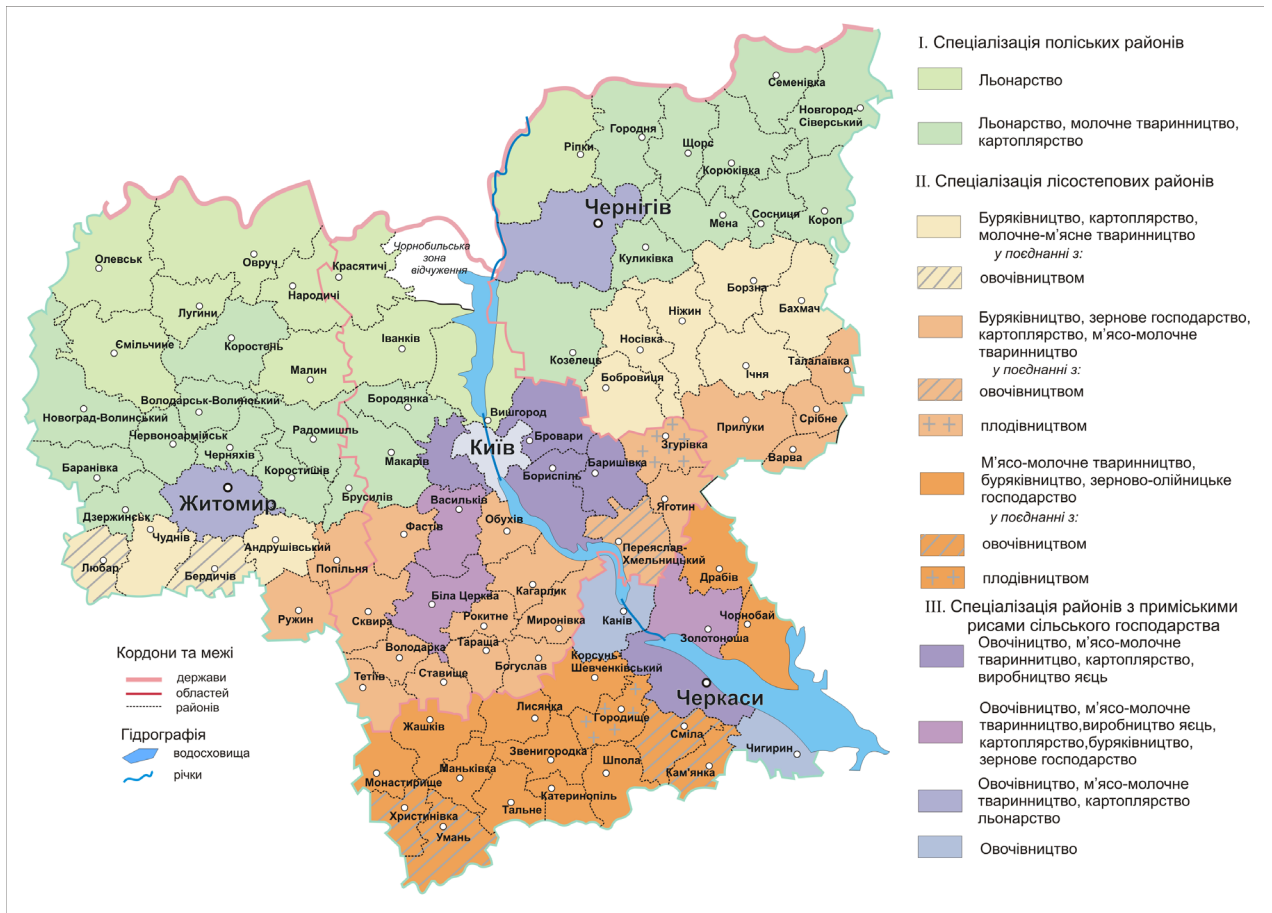 Семенівка
Новгород-
Сіверський
Городня
Ріпки
Щорс
Корюківка
Чернігів
Мена
Сосници
Короп
Куликівка
Чорнобильська
зона
відчуження
Олевськ
Овруч
Красятичі
Народичі
Борзна
Бахмач
Лугини
Ніжин
Ємільчине
Коростень
Іванків
Носівка
Козелець
Талалаївка
Малин
Ічня
Бобровиця
Володарськ-Волинський
Бородянка
Новоград-Волинський
Вишгород
Срібне
Прилуки
Червоноармійськ
Радомишль
Київ
Бровари
Згурівка
Черняхів
Варва
Баранівка
Коростишів
Макарів
Бориспіль
Баришівка
Житомир
Брусилів
Васильків
Яготин
Дзержинськ
Обухів
Фастів
Чуднів
Андрушівський
Переяслав-
Хмельницький
Любар
Бердичів
Попільня
Драбів
Кагарлик
Біла Церква
Ружин
Сквира
Рокитне
Миронівка
Канів
Чорнобай
Золотоноша
Володарка
Тараща
Корсунь-
Шевченківський
Богуслав
Тетіїв
Ставище
Черкаси
Лисянка
Городище
Жашків
Сміла
Звенигородка
Чигирин
Шпола
Кам'янка
Монастирище
Маньківка
Катеринопіль
Христинівка
Тальне
Умань
Кордони та межі
держави
областей
районів
Гідрографія
водосховища
річки
I. Спеціалізація поліських районів
Льонарство
Льонарство, молочне тваринництво,
картоплярство
II. Спеціалізація лісостепових районів
Буряківництво, картоплярство,
молочне-м’ясне тваринництво
у поєднанні з:
овочівництвом
Буряківництво, зернове господарство,
картоплярство, м’ясо-молочне
тваринництво
у поєднанні з:
овочівництвом
плодівництвом
М’ясо-молочне тваринництво,
буряківництво, зерново-олійницьке
господарство
у поєднанні з:
овочівництвом
плодівництвом
III. Спеціалізація районів з приміськими
рисами сільського господарства
Овочіництво, м’ясо-молочне
твариннитцво, картоплярство,
виробництво яєць
Овочівництво, м’ясо-молочне
тваринництво,виробництво яєць,
картоплярство,буряківництво,
зернове господарство
Овочівництво, м’ясо-молочне
тваринництво, картоплярство
льонарство
Овочівництво